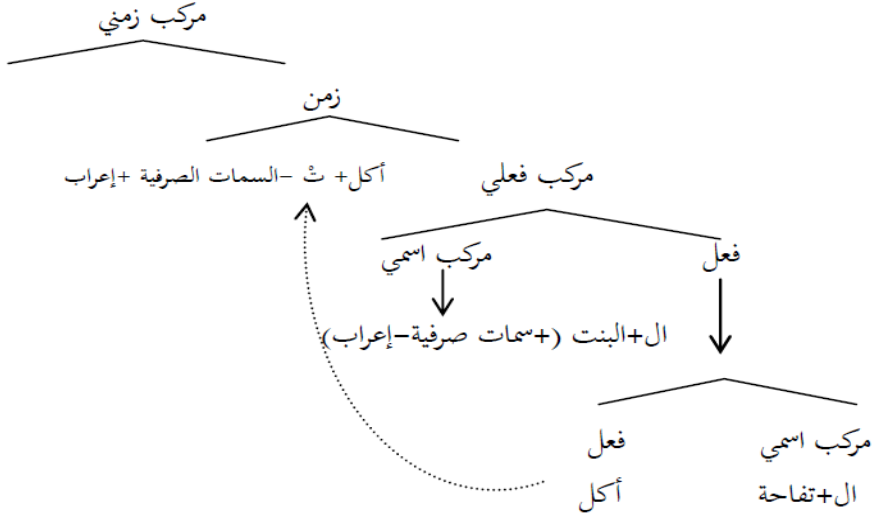 مركب زمني
زمن
أكل+ تْ –السمات الصرفية +إعراب
مركب فعلي
مركب اسمي
فعل
ال+البنت (+سمات صرفية–إعراب)
فعل
مركب اسمي
أكل
ال+تفاحة